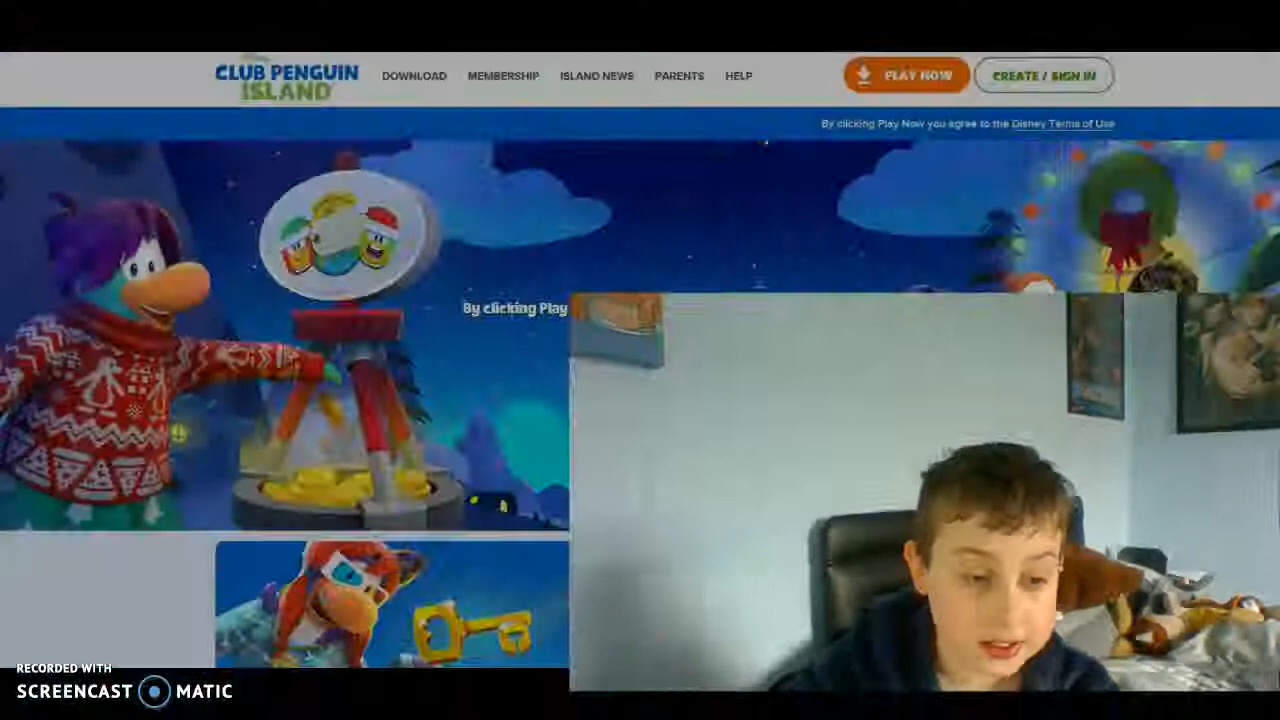 CLUB PENGUIN
ISLAND
DOWNLOAD MEMBERSHIP ISLAND NEWS PARENTS HELP
PLAY NOW CREATE / SIGN IN
By clicking Play Now you agree to the Disney Terms of Use
By clicking Play
RECORDED WITH
SCREENCAST MATIC